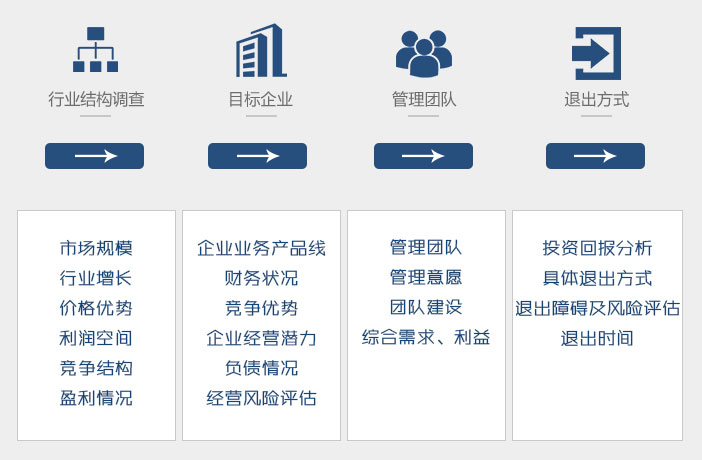 行业结构调查
目标企业
管理团队
退出方式
市场规模
行业增长
价格优势
利润空间
竞争结构
盈利情况
企业业务产品线
财务状况
竞争优势
企业经营潜力
负债情况
经营风险评估
管理团队
管理意愿
团队建设
综合需求、利益
投资回报分析
具体退出方式
退出障碍及风险评估
退出时间